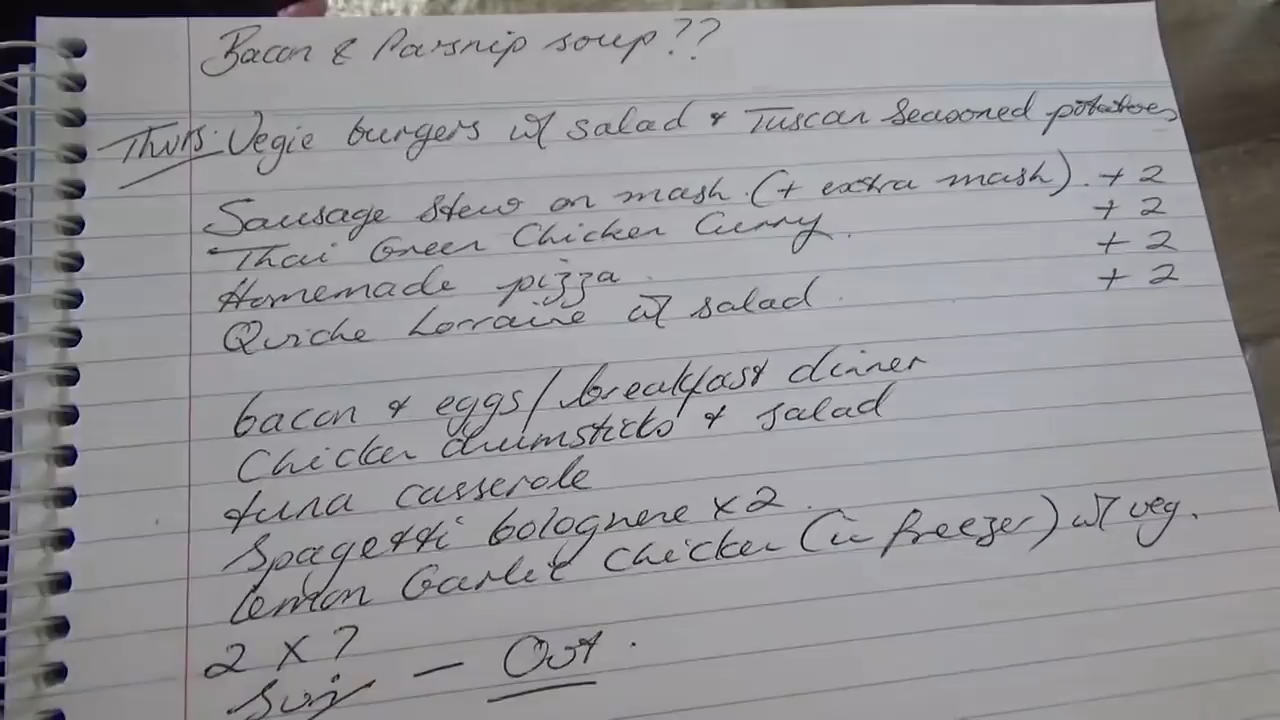 Bacon & Parsnip soup??
Thurs: Vegie burgers w/ salad & Tuscan Seasoned potatoes
Sausage Stew on mash (+ extra mash). + 2
Thai Green Chicken Curry. + 2
Homemade pizza. + 2
Quiche Lorraine w/ salad. + 2
bacon & eggs/breakfast dinner
Chicken drumsticks & salad
tuna casserole
Spagetti bolognese x 2.
lemon Garlic Chicken (in freezer) w/ veg.
2 x ?
— Out.